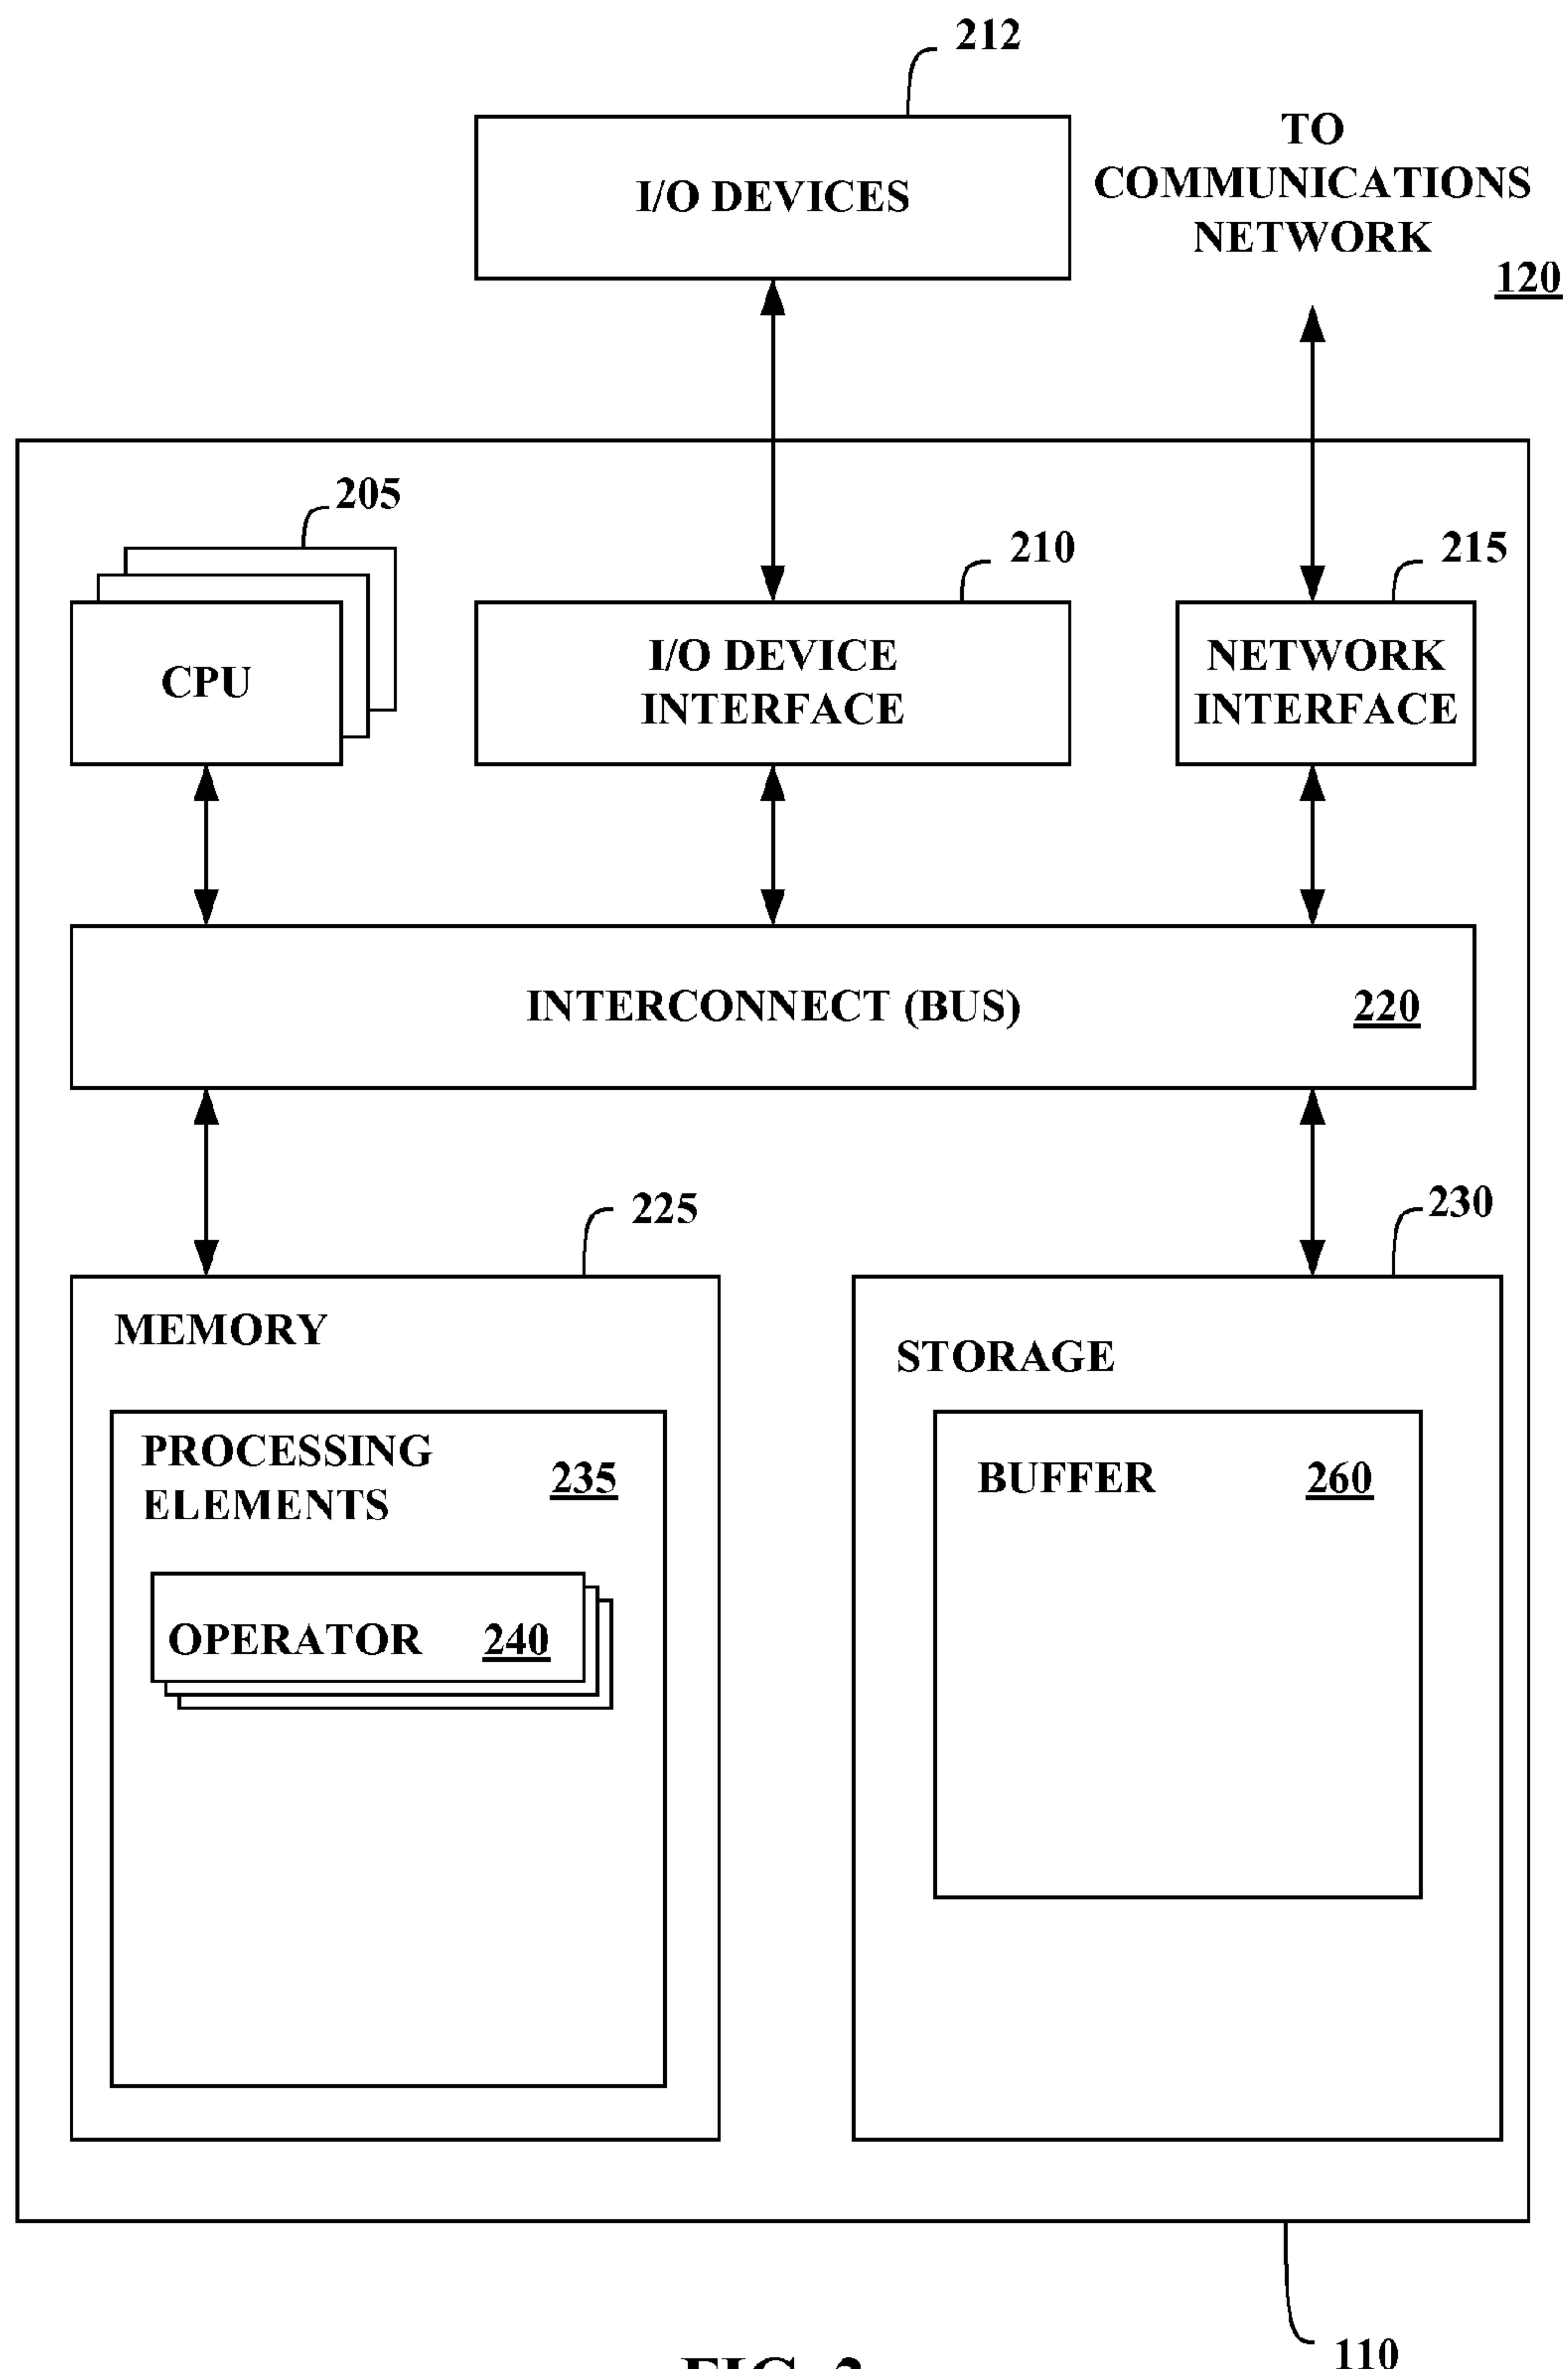 212
I/O DEVICES
TO
COMMUNICATIONS
NETWORK
120
205
CPU
210
I/O DEVICE
INTERFACE
215
NETWORK
INTERFACE
INTERCONNECT (BUS)
220
225
230
MEMORY
PROCESSING
ELEMENTS
235
OPERATOR
240
STORAGE
BUFFER
260
110
FIG.